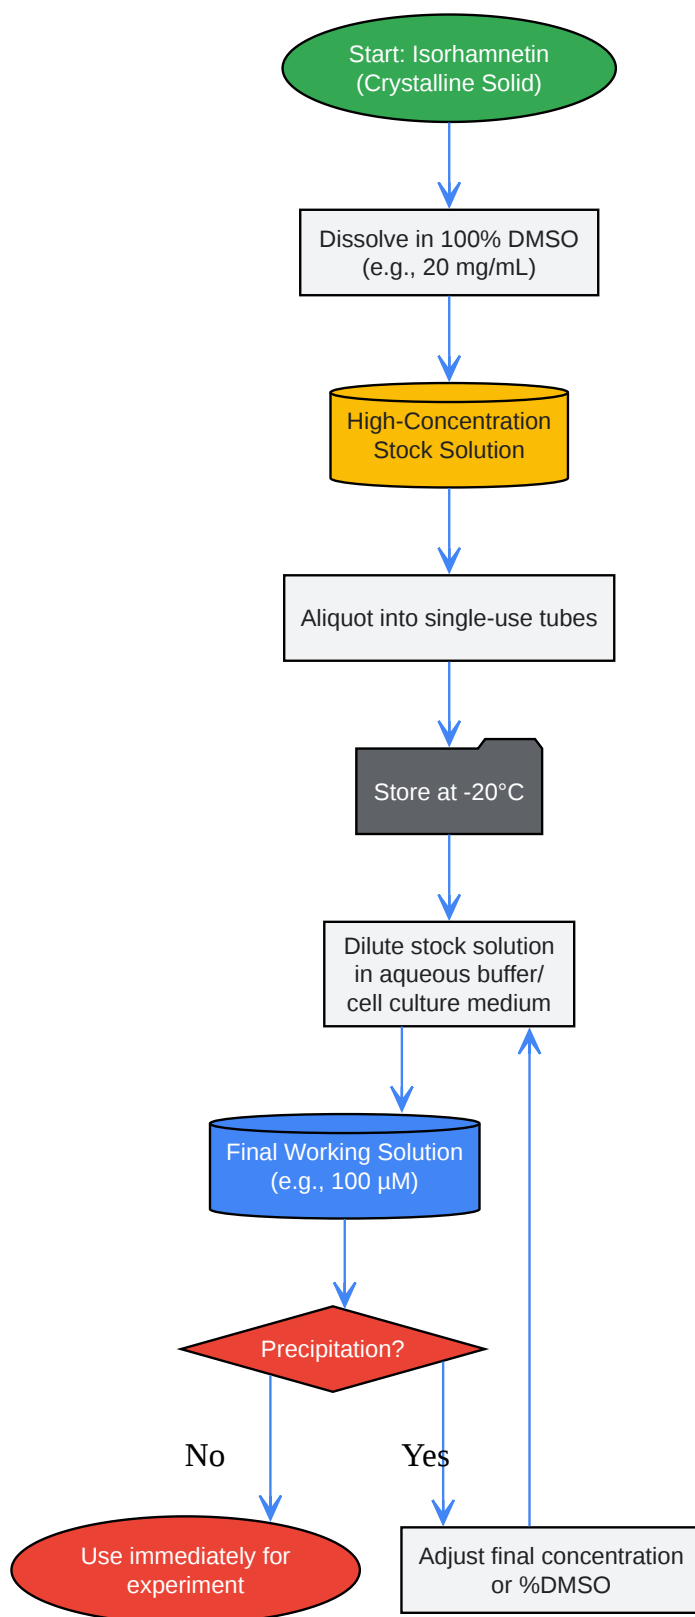 Start: Isorhamnetin
(Crystalline Solid)
Dissolve in 100% DMSO
(e.g., 20 mg/mL)
High-Concentration
Stock Solution
Aliquot into single-use tubes
Store at -20°C
Dilute stock solution
in aqueous buffer/
cell culture medium
Final Working Solution
(e.g., 100 µM)
Precipitation?
No
Yes
Use immediately for
experiment
Adjust final concentration
or %DMSO